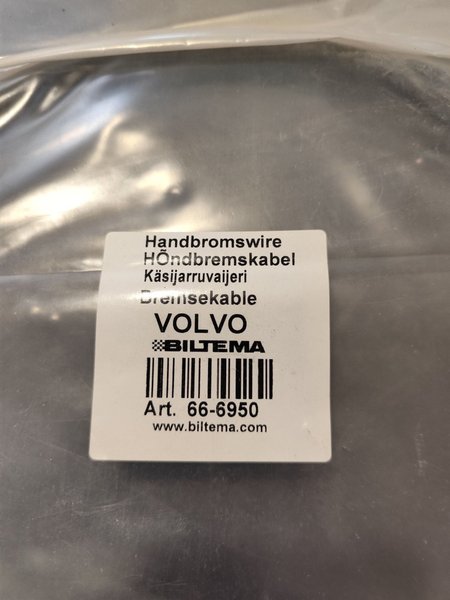 Handbromswire
HÕndbremskabel
Käsijarruvaijeri
Bremsekable
VOLVO
BILTEMA
Art. 66-6950
www.biltema.com